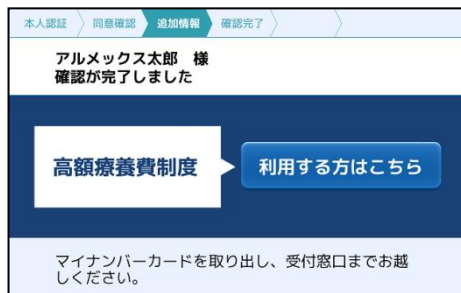 本人認証 同意確認 追加情報 確認完了
アルメックス太郎 様
確認が完了しました
高額療養費制度 利用する方はこちら
マイナンバーカードを取り出し、受付窓口までお越
しください。